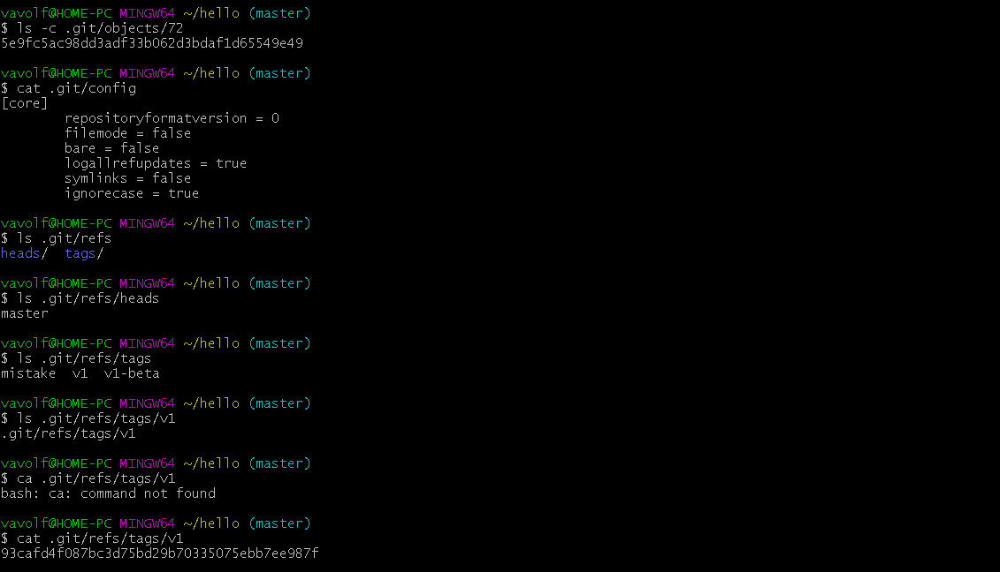 vavolf@HOME-PC MINGW64 ~/hello (master)
$ ls -c .git/objects/72
5e9fc5ac98dd3adf33b062d3bdaf1d65549e49
vavolf@HOME-PC MINGW64 ~/hello (master)
$ cat .git/config
[core]
        repositoryformatversion = 0
        filemode = false
        bare = false
        logallrefupdates = true
        symlinks = false
        ignorecase = true
vavolf@HOME-PC MINGW64 ~/hello (master)
$ ls .git/refs
heads/  tags/
vavolf@HOME-PC MINGW64 ~/hello (master)
$ ls .git/refs/heads
master
vavolf@HOME-PC MINGW64 ~/hello (master)
$ ls .git/refs/tags
mistake  v1  v1-beta
vavolf@HOME-PC MINGW64 ~/hello (master)
$ ls .git/refs/tags/v1
.git/refs/tags/v1
vavolf@HOME-PC MINGW64 ~/hello (master)
$ ca .git/refs/tags/v1
bash: ca: command not found
vavolf@HOME-PC MINGW64 ~/hello (master)
$ cat .git/refs/tags/v1
93cafd4f087bc3d75bd29b70335075ebb7ee987f